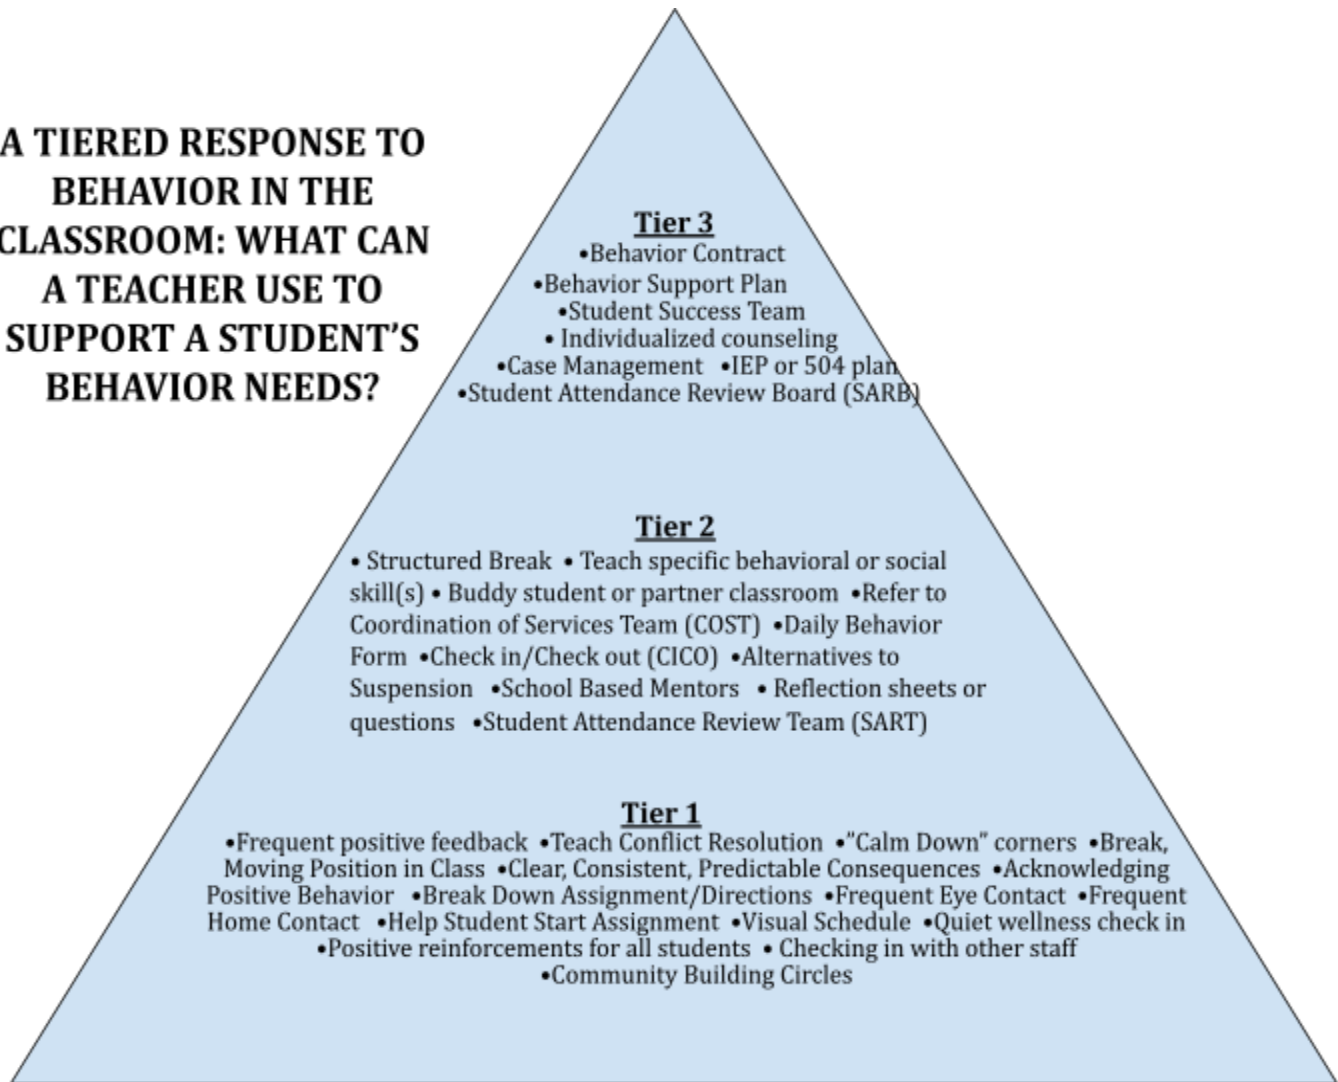 A TIERED RESPONSE TO
BEHAVIOR IN THE
CLASSROOM: WHAT CAN
A TEACHER USE TO
SUPPORT A STUDENT'S
BEHAVIOR NEEDS?
Tier 3
•Behavior Contract
•Behavior Support Plan
•Student Success Team
• Individualized counseling
•Case Management •IEP or 504 plan
•Student Attendance Review Board (SARB)
Tier 2
• Structured Break • Teach specific behavioral or social
skill(s) • Buddy student or partner classroom •Refer to
Coordination of Services Team (COST) •Daily Behavior
Form •Check in/Check out (CICO) •Alternatives to
Suspension •School Based Mentors • Reflection sheets or
questions •Student Attendance Review Team (SART)
Tier 1
•Frequent positive feedback •Teach Conflict Resolution •"Calm Down" corners •Break,
Moving Position in Class •Clear, Consistent, Predictable Consequences •Acknowledging
Positive Behavior •Break Down Assignment/Directions •Frequent Eye Contact •Frequent
Home Contact •Help Student Start Assignment •Visual Schedule •Quiet wellness check in
•Positive reinforcements for all students • Checking in with other staff
•Community Building Circles